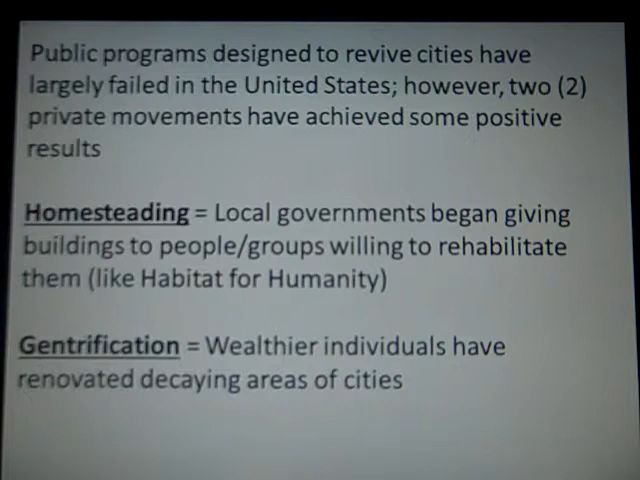 Public programs designed to revive cities have
largely failed in the United States; however, two (2)
private movements have achieved some positive
results
Homesteading = Local governments began giving
buildings to people/groups willing to rehabilitate
them (like Habitat for Humanity)
Gentrification = Wealthier individuals have
renovated decaying areas of cities